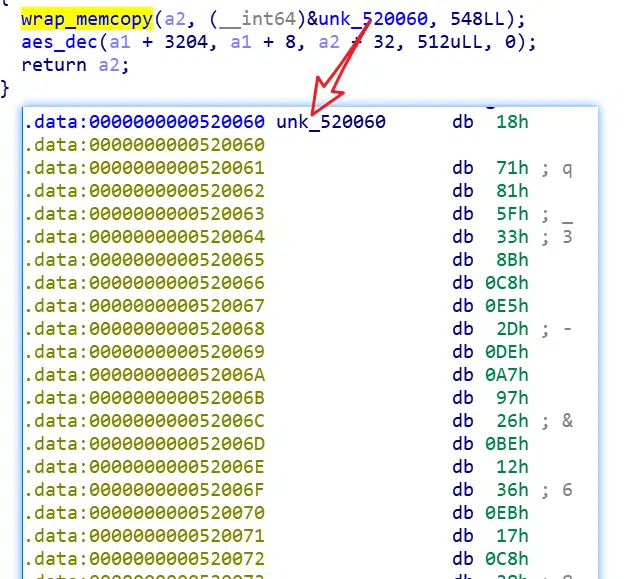 wrap_memcopy(a2, (__int64)&unk_520060, 548LL);
aes_dec(a1 + 3204, a1 + 8, a2 + 32, 512uLL, 0);
return a2;
}
.data:0000000000520060 unk_520060 db 18h
.data:0000000000520060
.data:0000000000520061 db 71h ; q
.data:0000000000520062 db 81h
.data:0000000000520063 db 5Fh ; _
.data:0000000000520064 db 33h ; 3
.data:0000000000520065 db 8Bh
.data:0000000000520066 db 0C8h
.data:0000000000520067 db 0E5h
.data:0000000000520068 db 2Dh ; -
.data:0000000000520069 db 0DEh
.data:000000000052006A db 0A7h
.data:000000000052006B db 97h
.data:000000000052006C db 26h ; &
.data:000000000052006D db 0BEh
.data:000000000052006E db 12h
.data:000000000052006F db 36h ; 6
.data:0000000000520070 db 0EBh
.data:0000000000520071 db 17h
.data:0000000000520072 db 0C8h